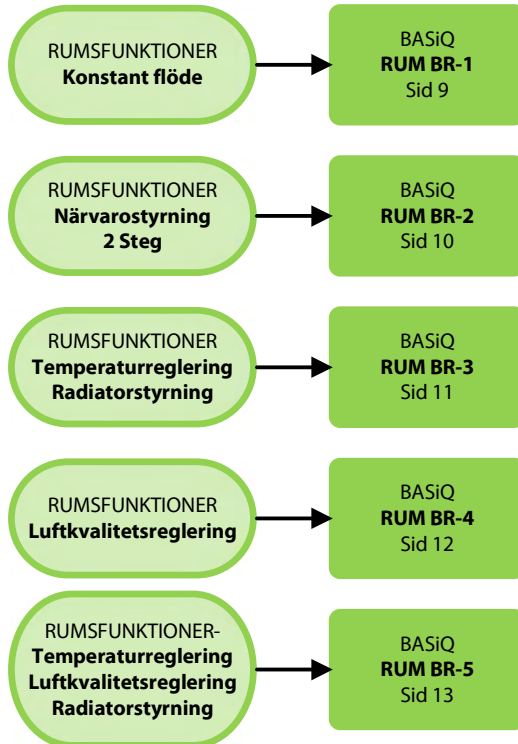 RUMSFUNKTIONER
Konstant flöde
BASiQ
RUM BR-1
Sid 9
RUMSFUNKTIONER
Närvarostyrning
2 Steg
BASiQ
RUM BR-2
Sid 10
RUMSFUNKTIONER
Temperaturreglering
Radiatorstyrning
BASiQ
RUM BR-3
Sid 11
RUMSFUNKTIONER
Luftkvalitetsreglering
BASiQ
RUM BR-4
Sid 12
RUMSFUNKTIONER-
Temperaturreglering
Luftkvalitetsreglering
Radiatorstyrning
BASiQ
RUM BR-5
Sid 13